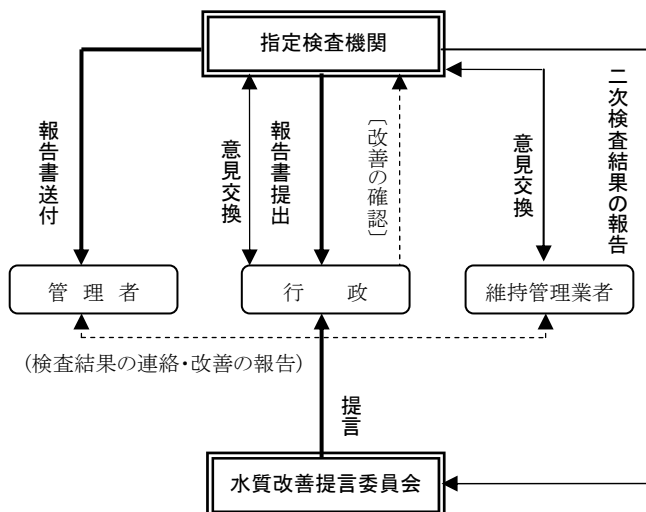 指定検査機関
報告書送付
意見交換
報告書提出
〔改善の確認〕
意見交換
二次検査結果の報告
管理者
行政
維持管理業者
(検査結果の連絡・改善の報告)
提言
水質改善提言委員会